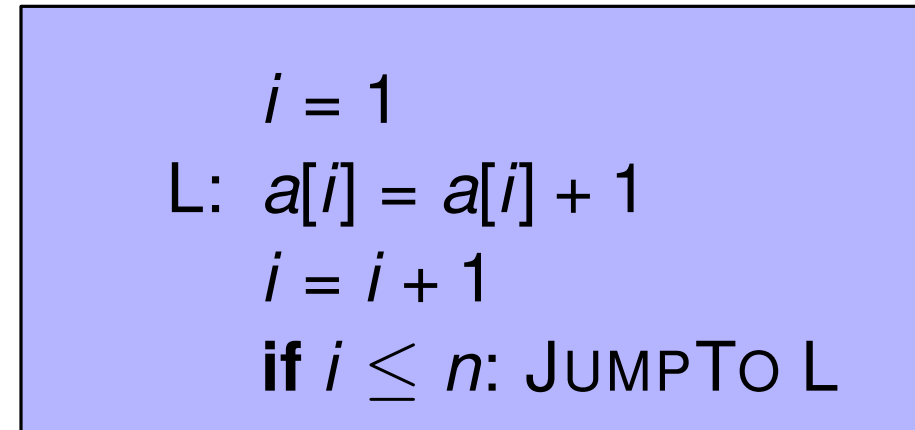 i = 1
L: a[i] = a[i] + 1
i = i + 1
if i ≤ n: JUMPTO L